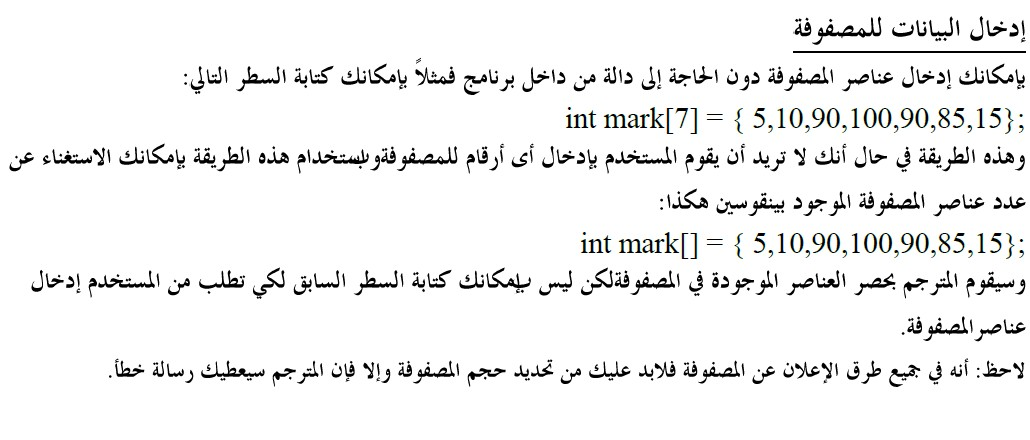 إدخال البيانات للمصفوفة
بإمكانك إدخال عناصر المصفوفة دون الحاجة إلى دالة من داخل برنامج فمثلاً بإمكانك كتابة السطر التالي:
int mark[7] = { 5,10,90,100,90,85,15};
وهذه الطريقة في حال أنك لا تريد أن يقوم المستخدم بإدخال أى أرقام للمصفوفةوباستخدام هذه الطريقة بإمكانك الاستغناء عن
عدد عناصر المصفوفة الموجود بينقوسين هكذا:
int mark[] = { 5,10,90,100,90,85,15};
وسيقوم المترجم بحصر العناصر الموجودة في المصفوفةلكن ليس بإمكانك كتابة السطر السابق لكي تطلب من المستخدم إدخال
عناصرالمصفوفة.
لاحظ: أنه في جميع طرق الإعلان عن المصفوفة فلابد عليك من تحديد حجم المصفوفة وإلا فإن المترجم سيعطيك رسالة خطأ.